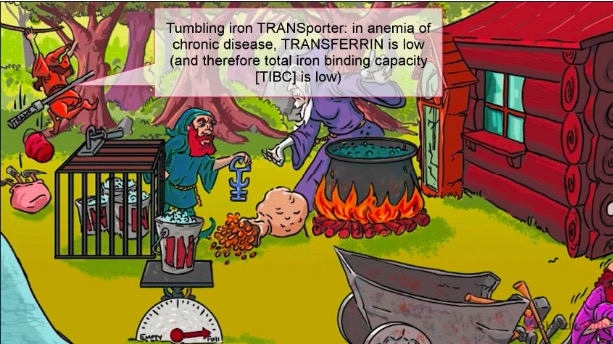 Tumbling iron TRANSporter: in anemia of
chronic disease, TRANSFERRIN is low
(and therefore total iron binding capacity
[TIBC] is low)
EMPTY
FULL